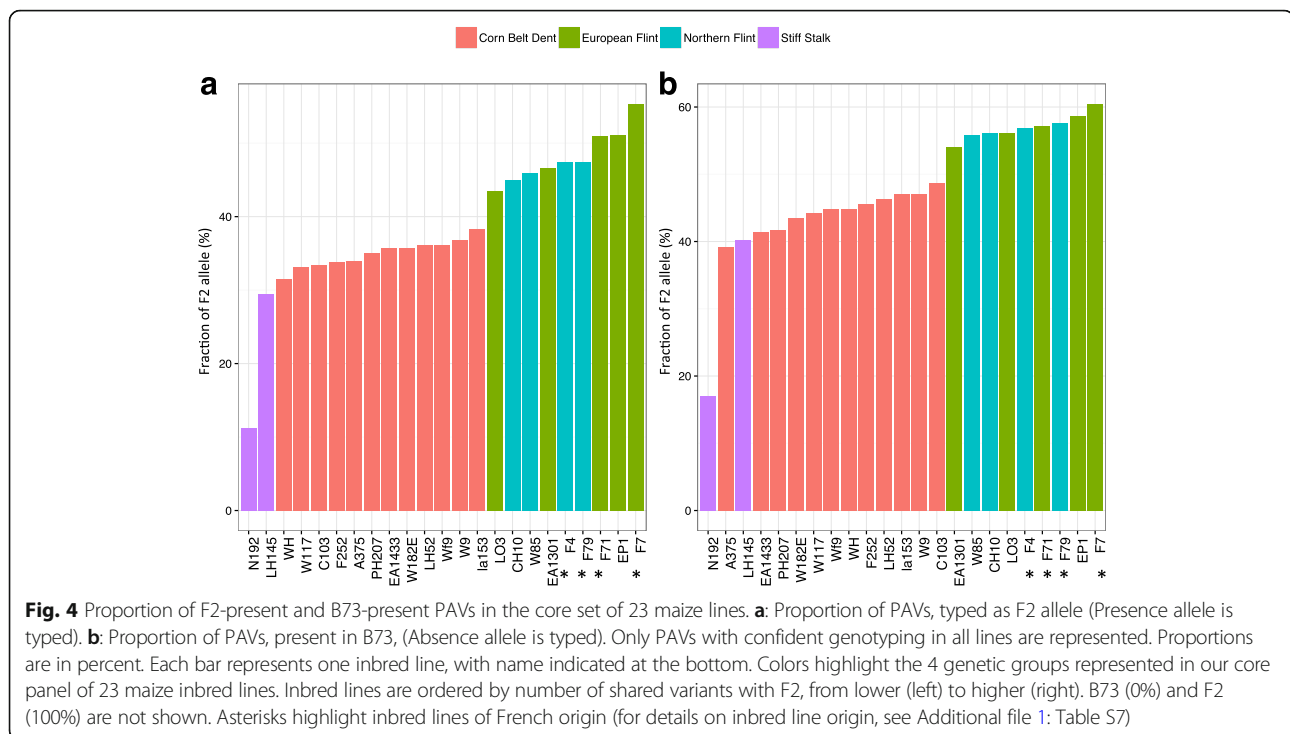 Corn Belt Dent European Flint Northern Flint Stiff Stalk
a
Fraction of F2 allele (%)
40
20
0
N192 LH145 WH W117 C103 F252 A375 PH207 EA1433 W182E LH52 Wf9 W9 Ia153 LO3 CH10 W85 EA1301 F4 F79 F71 EP1 F7
* * * *
b
Fraction of F2 allele (%)
60
40
20
0
N192 A375 LH145 EA1433 PH207 W182E W117 Wf9 WH F252 LH52 Ia153 W9 C103 EA1301 W85 CH10 LO3 F4 F71 F79 EP1 F7
* * * *
Fig. 4 Proportion of F2-present and B73-present PAVs in the core set of 23 maize lines. a: Proportion of PAVs, typed as F2 allele (Presence allele is
typed). b: Proportion of PAVs, present in B73, (Absence allele is typed). Only PAVs with confident genotyping in all lines are represented. Proportions
are in percent. Each bar represents one inbred line, with name indicated at the bottom. Colors highlight the 4 genetic groups represented in our core
panel of 23 maize inbred lines. Inbred lines are ordered by number of shared variants with F2, from lower (left) to higher (right). B73 (0%) and F2
(100%) are not shown. Asterisks highlight inbred lines of French origin (for details on inbred line origin, see Additional file 1: Table S7)